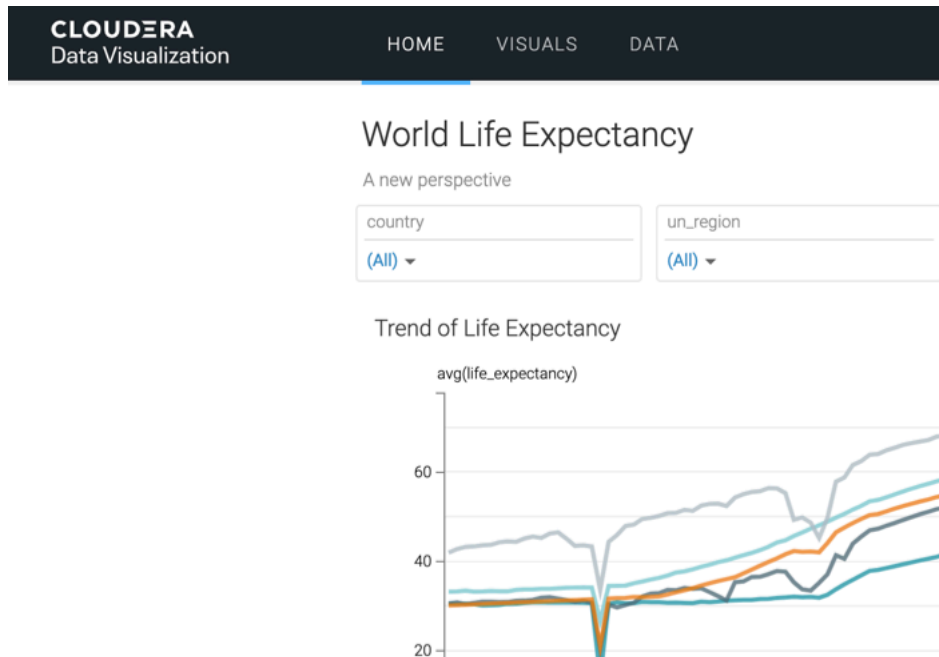 CLOUDERA
Data Visualization
HOME VISUALS DATA
World Life Expectancy
A new perspective
country un_region
(All) (All)
Trend of Life Expectancy
avg(life_expectancy)
60
40
20